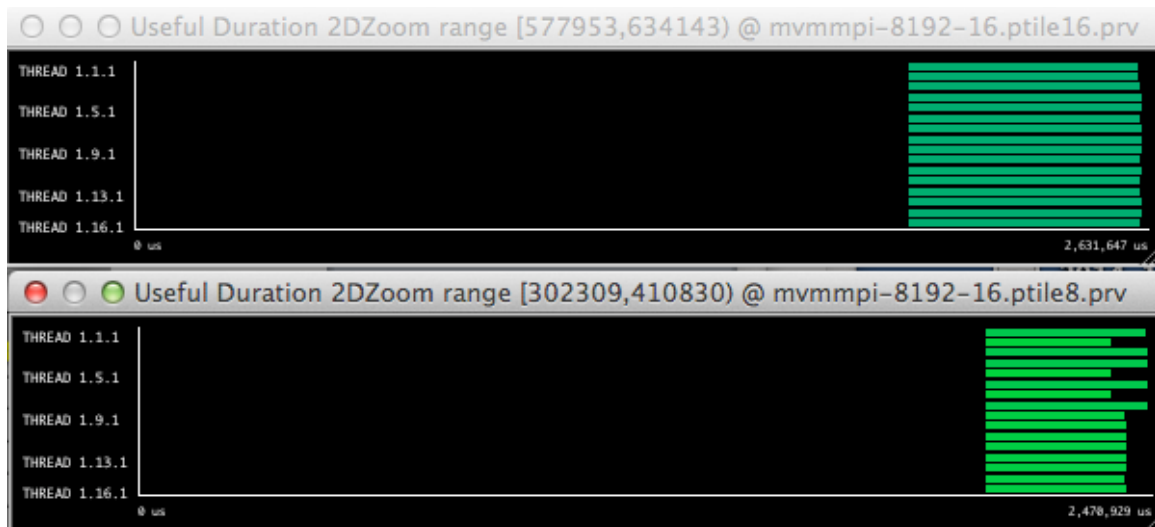 Useful Duration 2DZoom range [577953,634143) @ mvmmpi-8192-16.ptile16.prv
THREAD 1.1.1
THREAD 1.5.1
THREAD 1.9.1
THREAD 1.13.1
THREAD 1.16.1
0 us 2,631,647 us
Useful Duration 2DZoom range [302309,410830) @ mvmmpi-8192-16.ptile8.prv
THREAD 1.1.1
THREAD 1.5.1
THREAD 1.9.1
THREAD 1.13.1
THREAD 1.16.1
0 us 2,470,929 us